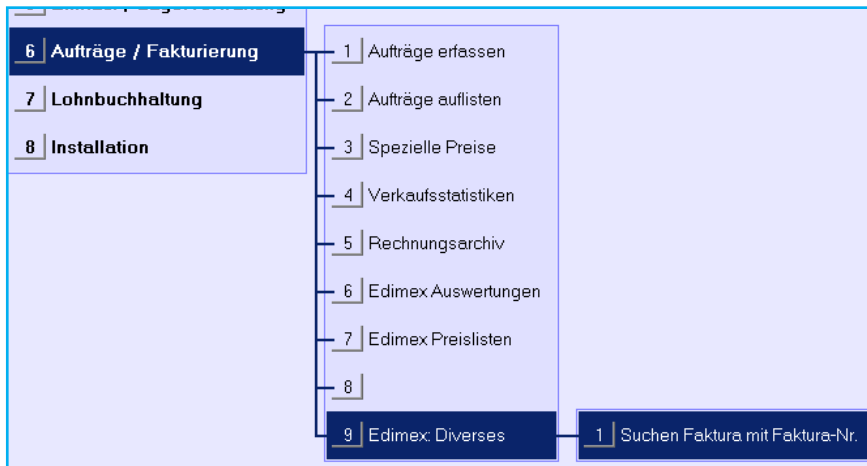 6 Aufträge / Fakturierung
7 Lohnbuchhaltung
8 Installation
1 Aufträge erfassen
2 Aufträge auflisten
3 Spezielle Preise
4 Verkaufsstatistiken
5 Rechnungsarchiv
6 Edimex Auswertungen
7 Edimex Preislisten
8
9 Edimex: Diverses
1 Suchen Faktura mit Faktura-Nr.